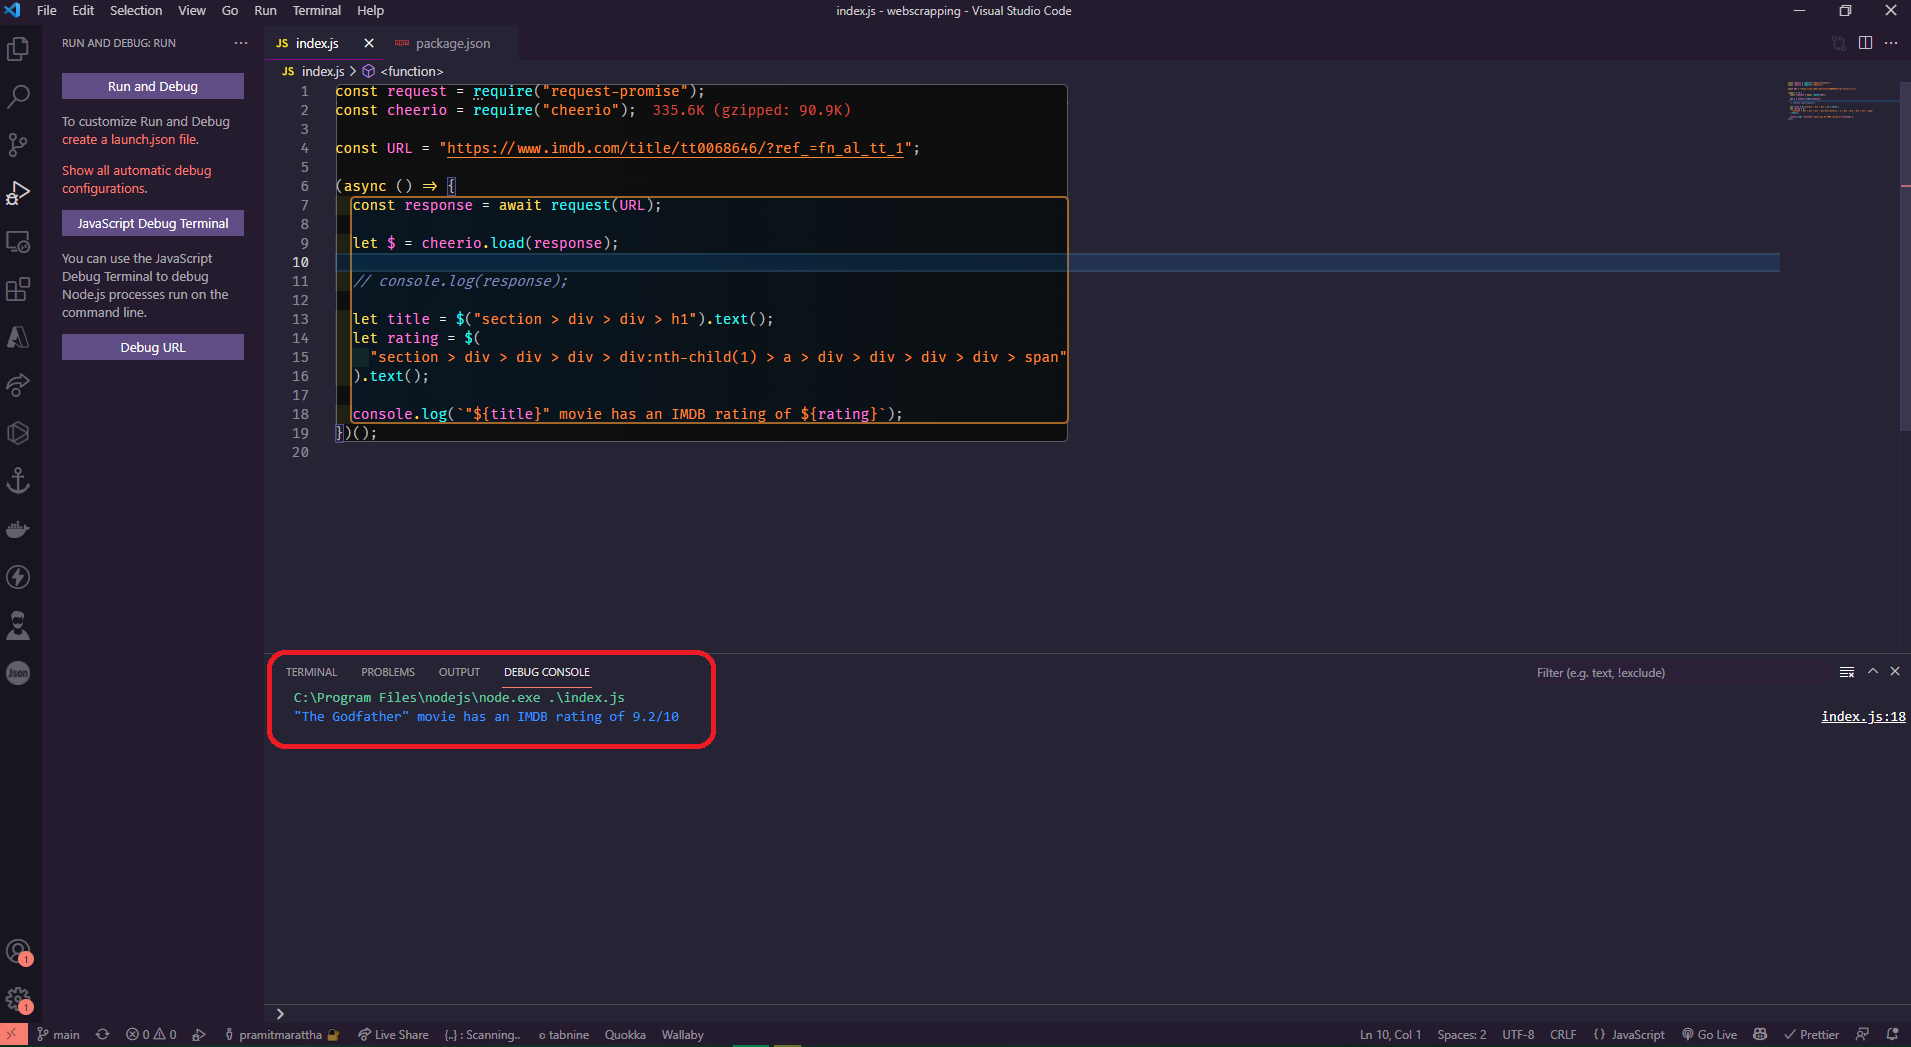 File Edit Selection View Go Run Terminal Help
index.js - webscrapping - Visual Studio Code
RUN AND DEBUG: RUN ...
Run and Debug
To customize Run and Debug
create a launch.json file.
Show all automatic debug
configurations.
JavaScript Debug Terminal
You can use the JavaScript
Debug Terminal to debug
Node.js processes run on the
command line.
Debug URL
JS index.js
package.json
JS index.js > <function>
1 const request = require("request-promise");
2 const cheerio = require("cheerio"); 335.6K (gzipped: 90.9K)
3
4 const URL = "https://www.imdb.com/title/tt0068646/?ref_=fn_al_tt_1";
5
6 (async () => {
7 const response = await request(URL);
8
9 let $ = cheerio.load(response);
10
11 // console.log(response);
12
13 let title = $("section > div > div > h1").text();
14 let rating = $(
15 "section > div > div > div > div:nth-child(1) > a > div > div > div > div > span"
16 ).text();
17
18 console.log(`"${title}" movie has an IMDB rating of ${rating}`);
19 })();
20
TERMINAL PROBLEMS OUTPUT DEBUG CONSOLE
Filter (e.g. text, !exclude)
C:\Program Files\nodejs\node.exe .\index.js
"The Godfather" movie has an IMDB rating of 9.2/10
index.js:18
Json
1
1
>
main 0 0 pramitmarattha Live Share {..} : Scanning.. tabnine Quokka Wallaby
Ln 10, Col 1 Spaces: 2 UTF-8 CRLF {} JavaScript Go Live Prettier